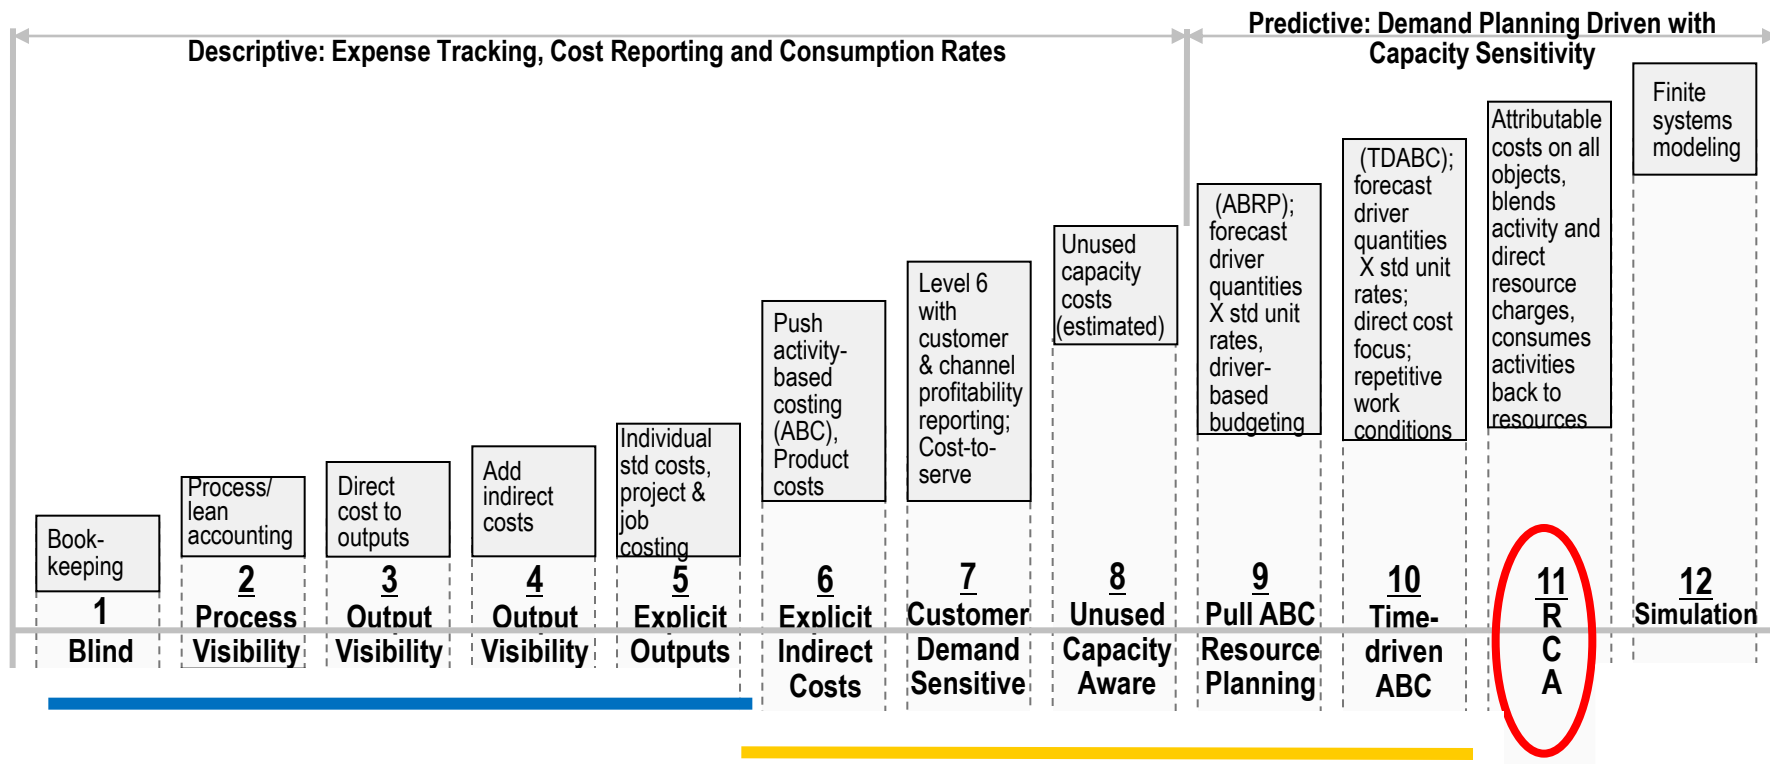 Descriptive: Expense Tracking, Cost Reporting and Consumption Rates
Predictive: Demand Planning Driven with
Capacity Sensitivity
Book-
keeping
1
Blind
Process/
lean
accounting
2
Process
Visibility
Direct
cost to
outputs
3
Output
Visibility
Add
indirect
costs
4
Output
Visibility
Individual
std costs,
project &
job
costing
5
Explicit
Outputs
Push
activity-
based
costing
(ABC),
Product
costs
6
Explicit
Indirect
Costs
Level 6
with
customer
& channel
profitability
reporting;
Cost-to-
serve
7
Customer
Demand
Sensitive
Unused
capacity
costs
(estimated)
8
Unused
Capacity
Aware
(ABRP);
forecast
driver
quantities
X std unit
rates,
driver-
based
budgeting
9
Pull ABC
Resource
Planning
(TDABC);
forecast
driver
quantities
X std unit
rates;
direct cost
focus;
repetitive
work
conditions
10
Time-
driven
ABC
Attributable
costs on all
objects,
blends
activity and
direct
resource
charges,
consumes
activities
back to
resources
11
R
C
A
Finite
systems
modeling
12
Simulation